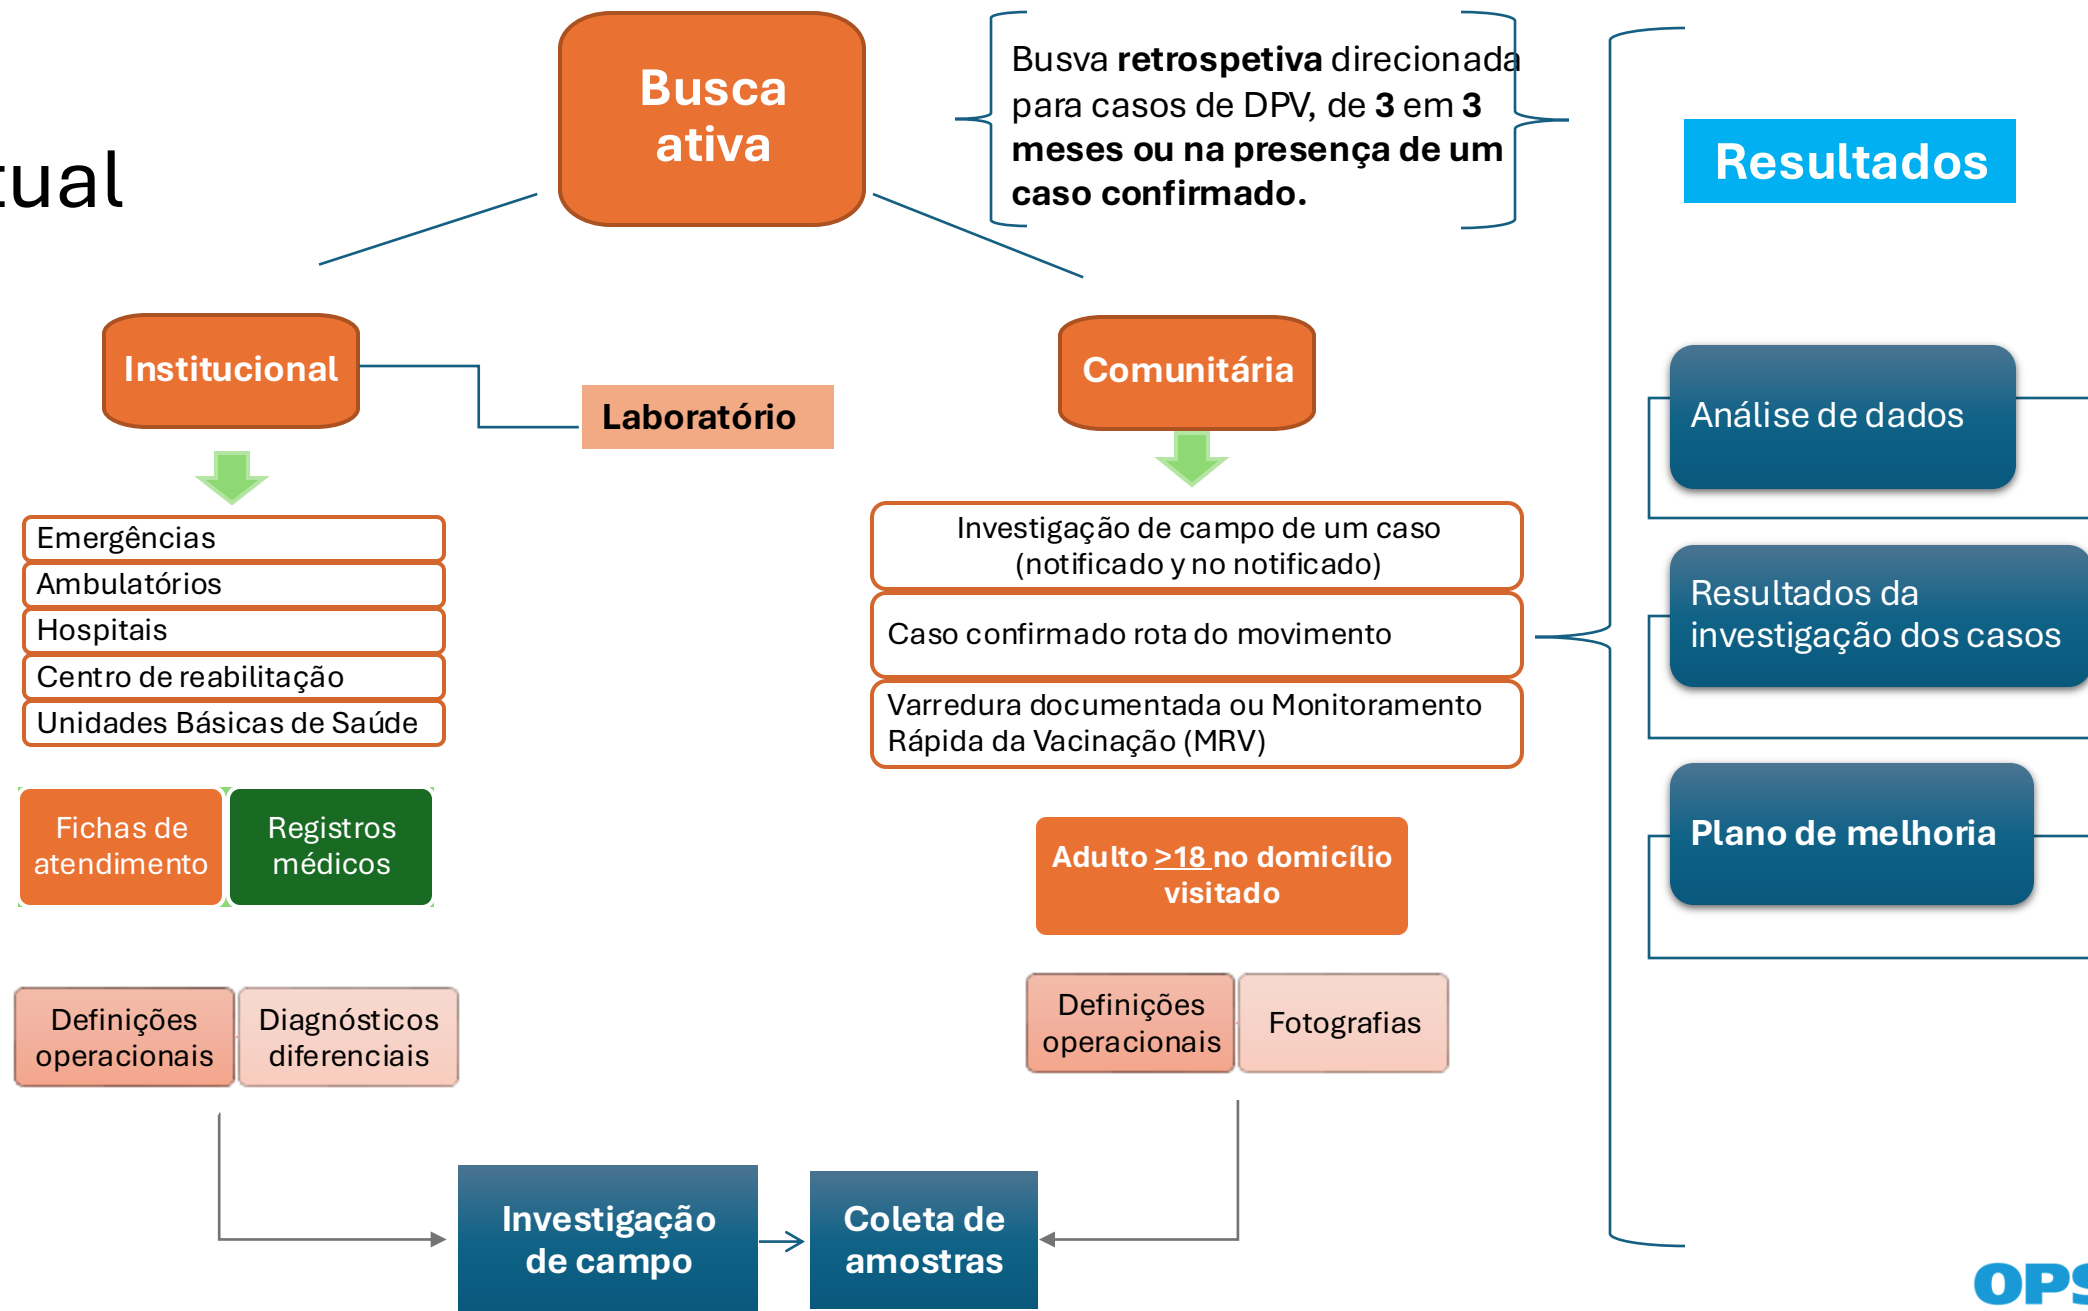 tual
Busca
ativa
Busva retrospetiva direcionada
para casos de DPV, de 3 em 3
meses ou na presença de um
caso confirmado.
Resultados
Institucional
Laboratório
Comunitária
Emergências
Ambulatórios
Hospitais
Centro de reabilitação
Unidades Básicas de Saúde
Investigação de campo de um caso
(notificado y no notificado)
Caso confirmado rota do movimento
Varredura documentada ou Monitoramento
Rápida da Vacinação (MRV)
Análise de dados
Resultados da
investigação dos casos
Plano de melhoria
Fichas de
atendimento
Registros
médicos
Adulto >18 no domicílio
visitado
Definições
operacionais
Diagnósticos
diferenciais
Definições
operacionais
Fotografias
Investigação
de campo
Coleta de
amostras
OPS